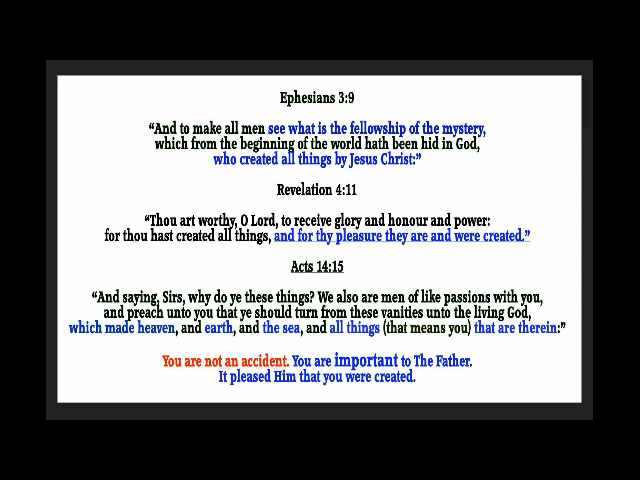 Ephesians 3:9
“And to make all men see what is the fellowship of the mystery,
which from the beginning of the world hath been hid in God,
who created all things by Jesus Christ:”
Revelation 4:11
“Thou art worthy, O Lord, to receive glory and honour and power:
for thou hast created all things, and for thy pleasure they are and were created.”
Acts 14:15
“And saying, Sirs, why do ye these things? We also are men of like passions with you,
and preach unto you that ye should turn from these vanities unto the living God,
which made heaven, and earth, and the sea, and all things (that means you) that are therein:”
You are not an accident. You are important to The Father.
It pleased Him that you were created.